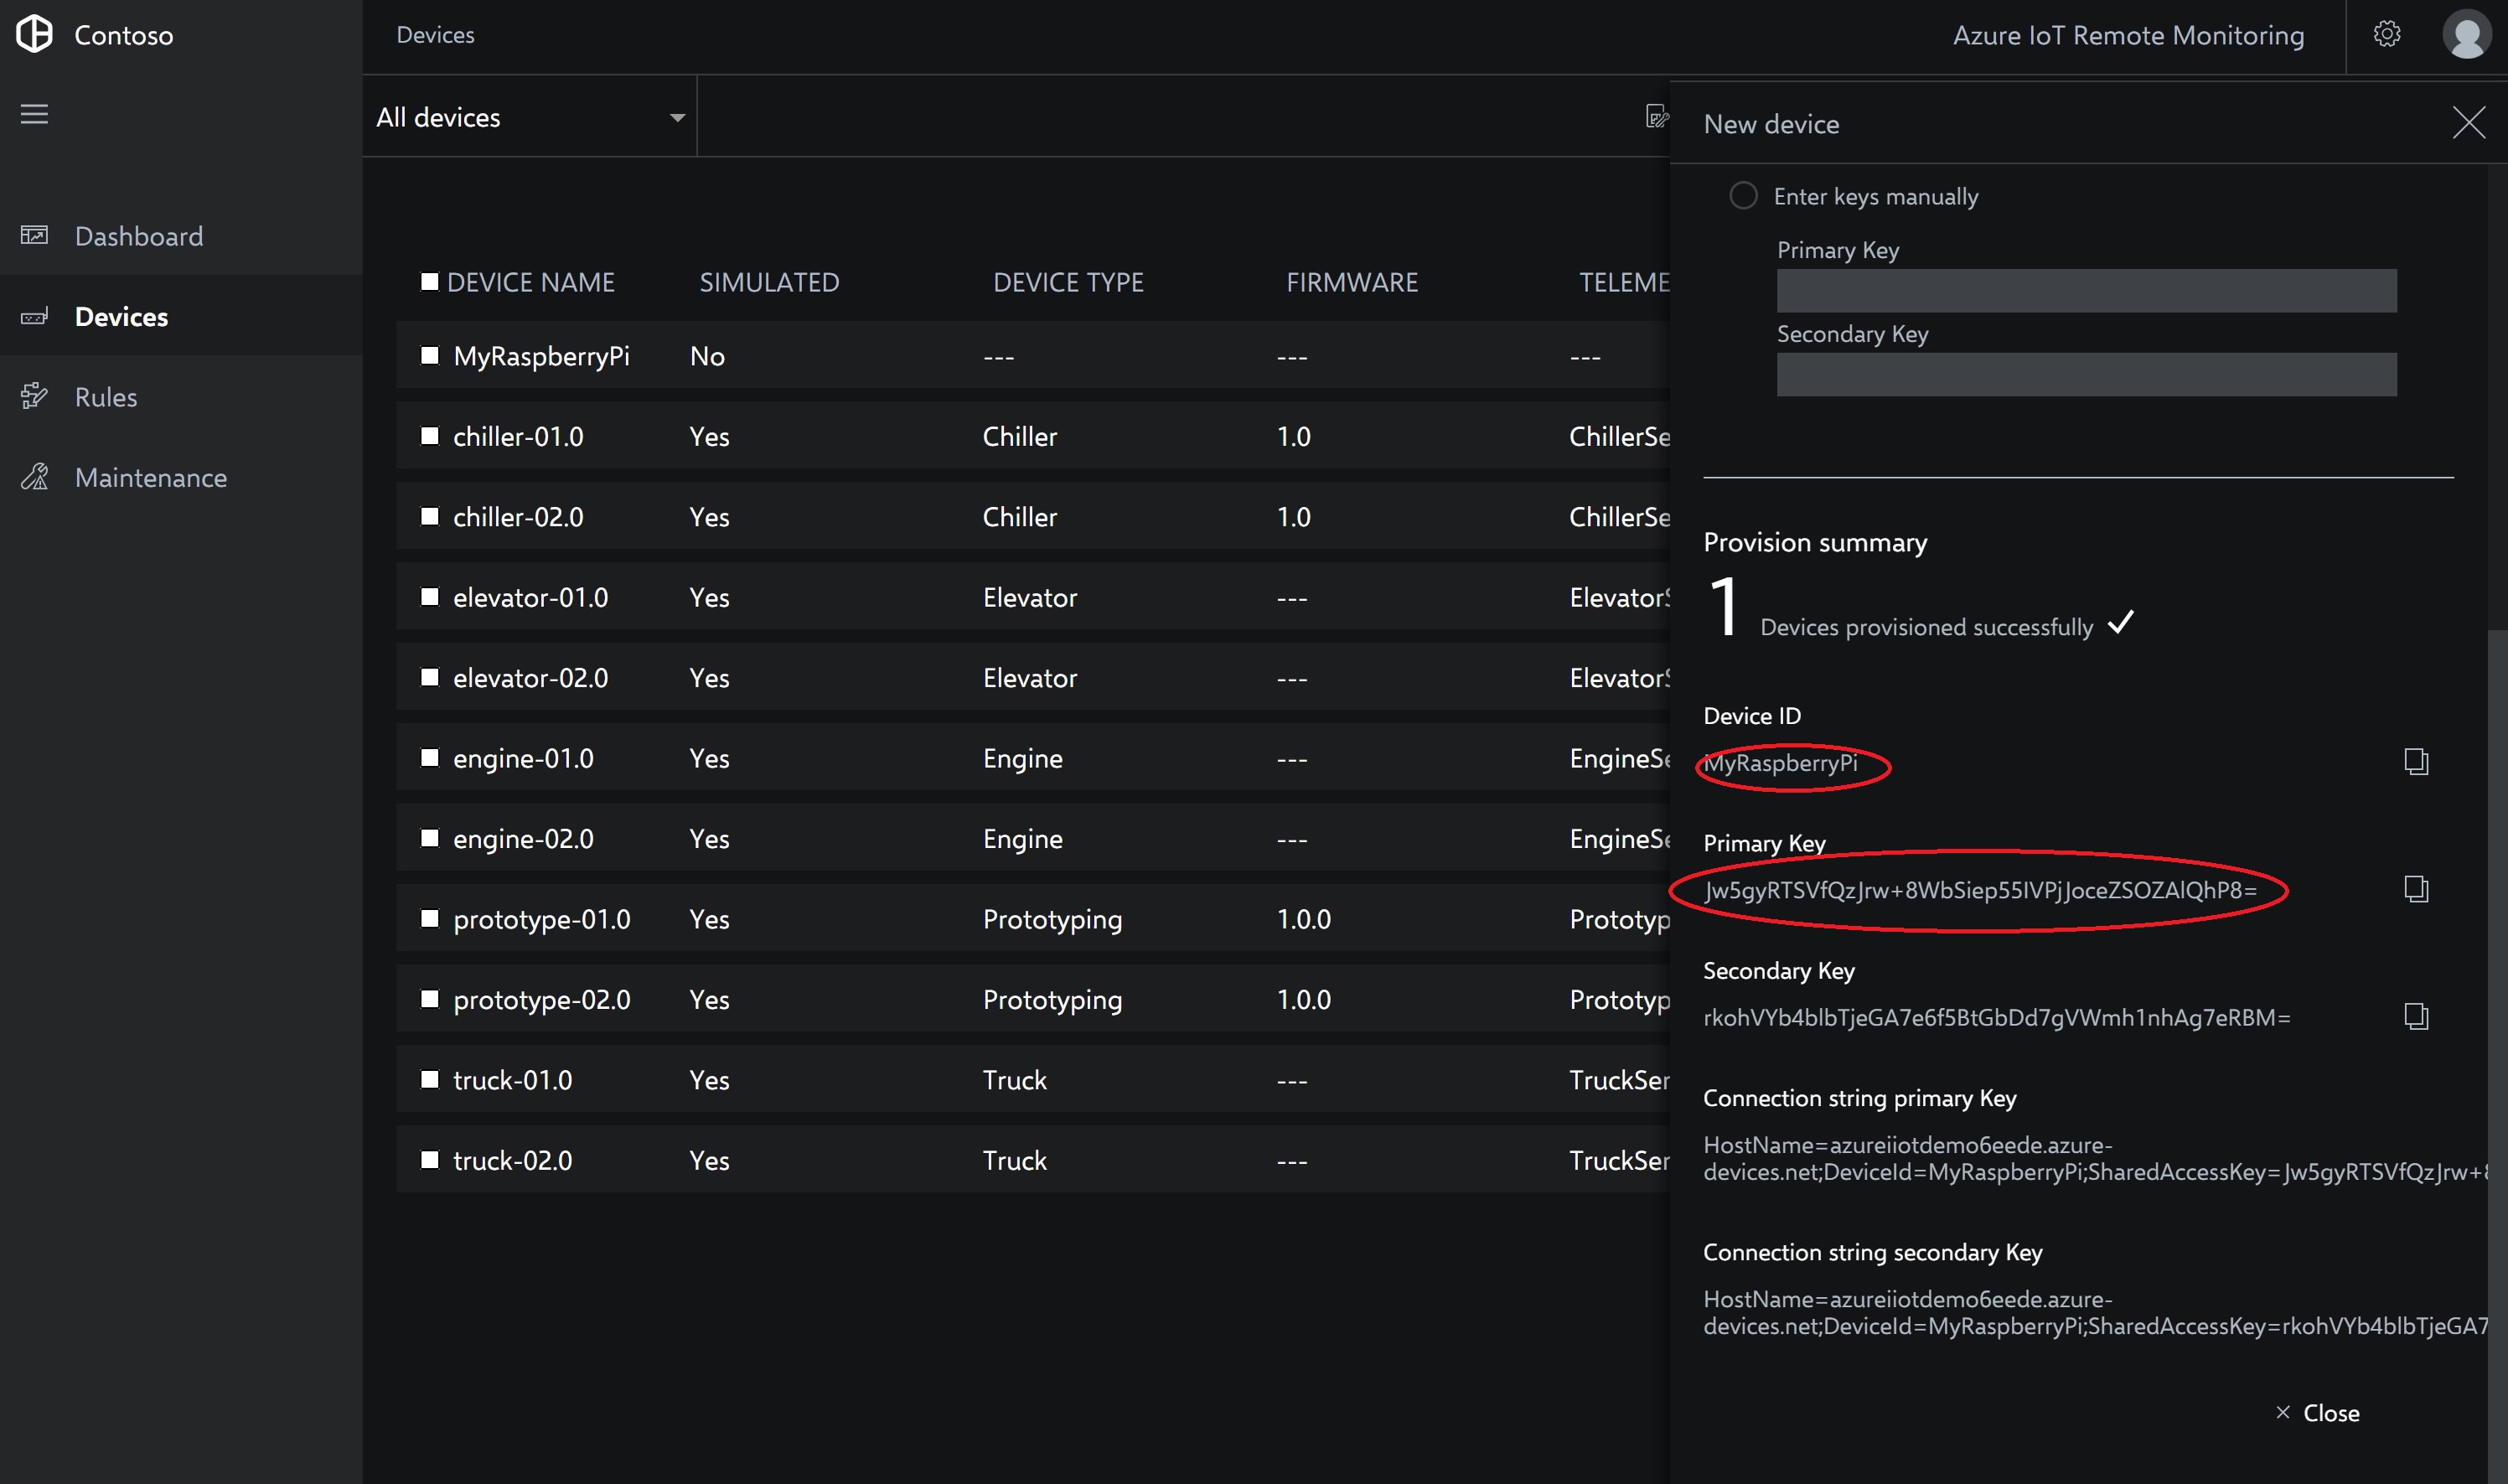 Contoso
Devices
Azure IoT Remote Monitoring
All devices
New device
Dashboard
Devices
Rules
Maintenance
DEVICE NAME SIMULATED DEVICE TYPE FIRMWARE TELEME
MyRaspberryPi No --- --- ---
chiller-01.0 Yes Chiller 1.0 ChillerSe
chiller-02.0 Yes Chiller 1.0 ChillerSe
elevator-01.0 Yes Elevator --- ElevatorS
elevator-02.0 Yes Elevator --- ElevatorS
engine-01.0 Yes Engine --- EngineSe
engine-02.0 Yes Engine --- EngineSe
prototype-01.0 Yes Prototyping 1.0.0 Prototyp
prototype-02.0 Yes Prototyping 1.0.0 Prototyp
truck-01.0 Yes Truck --- TruckSer
truck-02.0 Yes Truck --- TruckSer
Enter keys manually
Primary Key
Secondary Key
Provision summary
1 Devices provisioned successfully
Device ID
MyRaspberryPi
Primary Key
Jw5gyRTSVfQzJrw+8WbSiep55IVPjJoceZSOZAlQhP8=
Secondary Key
rkohVYb4blbTjeGA7e6f5BtGbDd7gVWmh1nhAg7eRBM=
Connection string primary Key
HostName=azureiiotdemo6eede.azure-
devices.net;DeviceId=MyRaspberryPi;SharedAccessKey=Jw5gyRTSVfQzJrw+8
Connection string secondary Key
HostName=azureiiotdemo6eede.azure-
devices.net;DeviceId=MyRaspberryPi;SharedAccessKey=rkohVYb4blbTjeGA7
Close